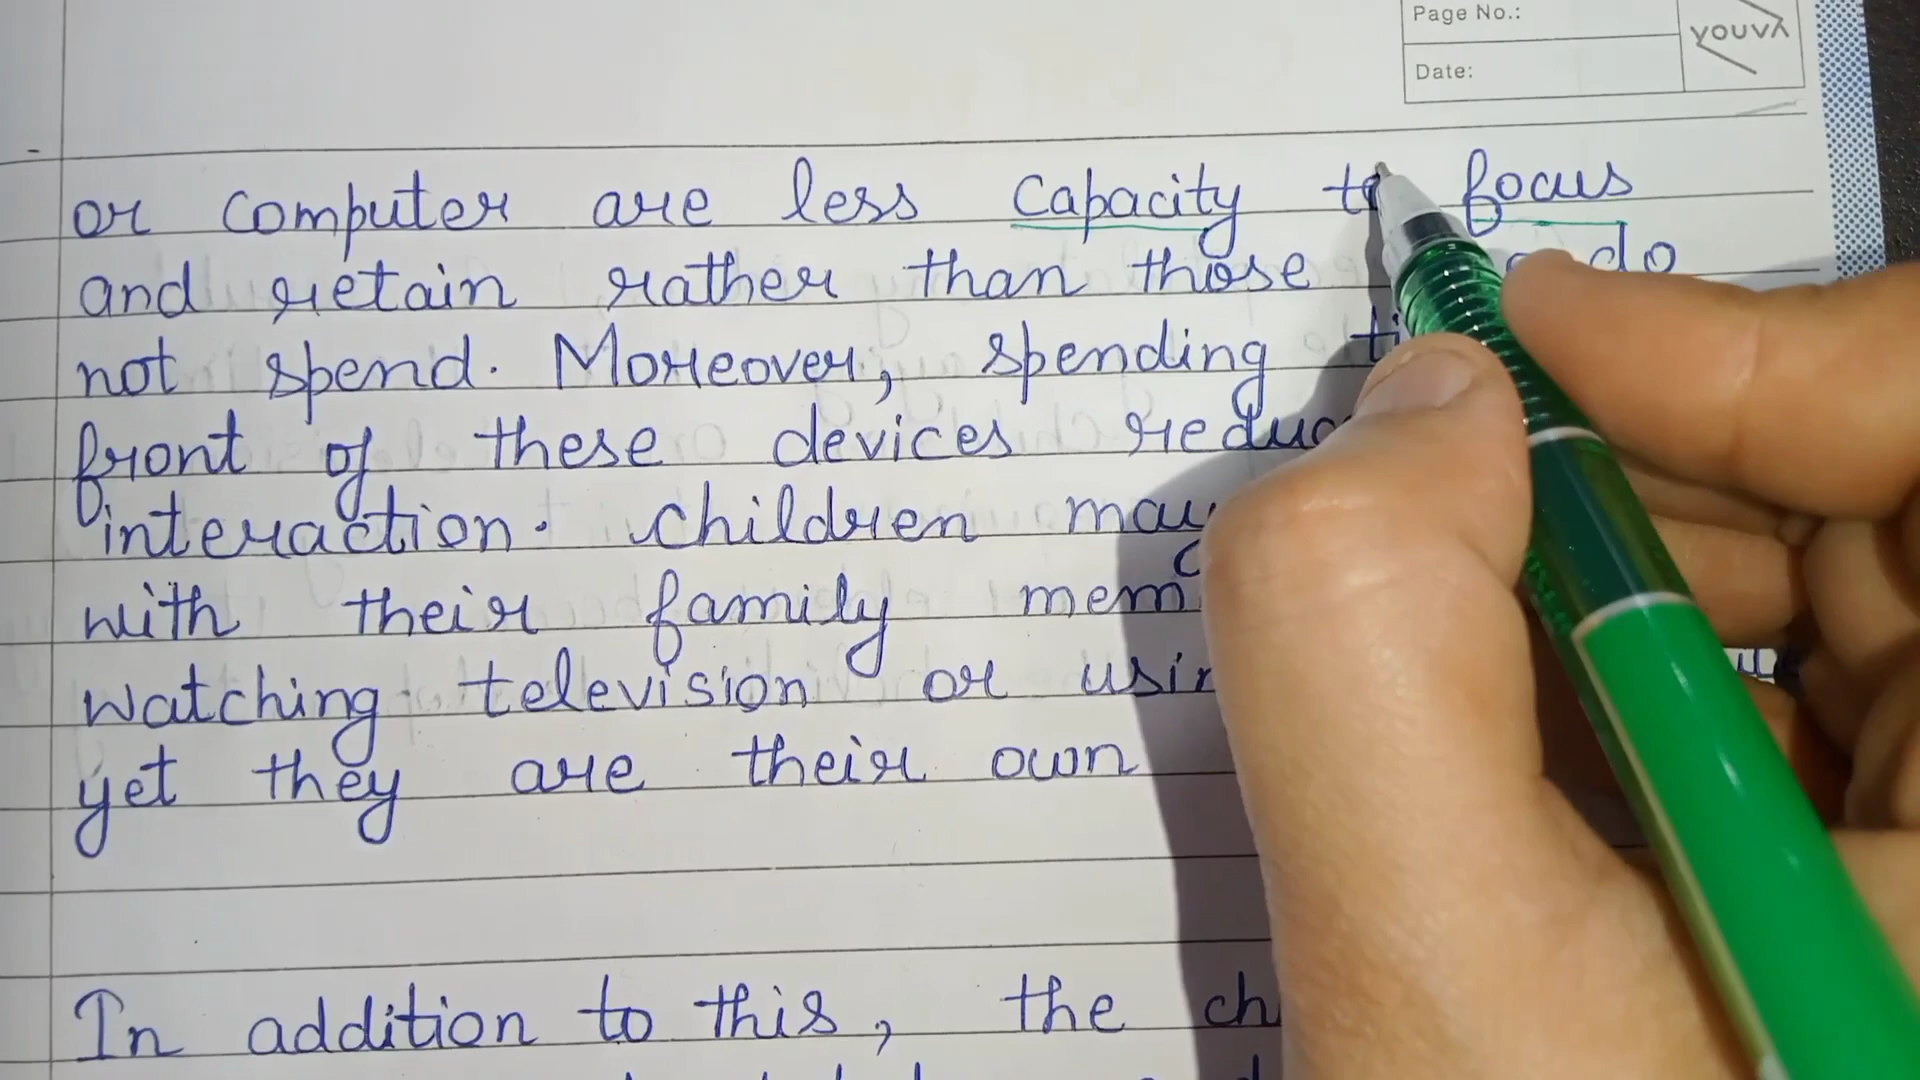 Page No.:
YOUVA
Date:
or computer are less capacity to focus
and retain rather than those do
not spend. Moreover, spending
front of these devices
interaction. children may
with their family
watching television or
yet they are their own
In addition to this, the